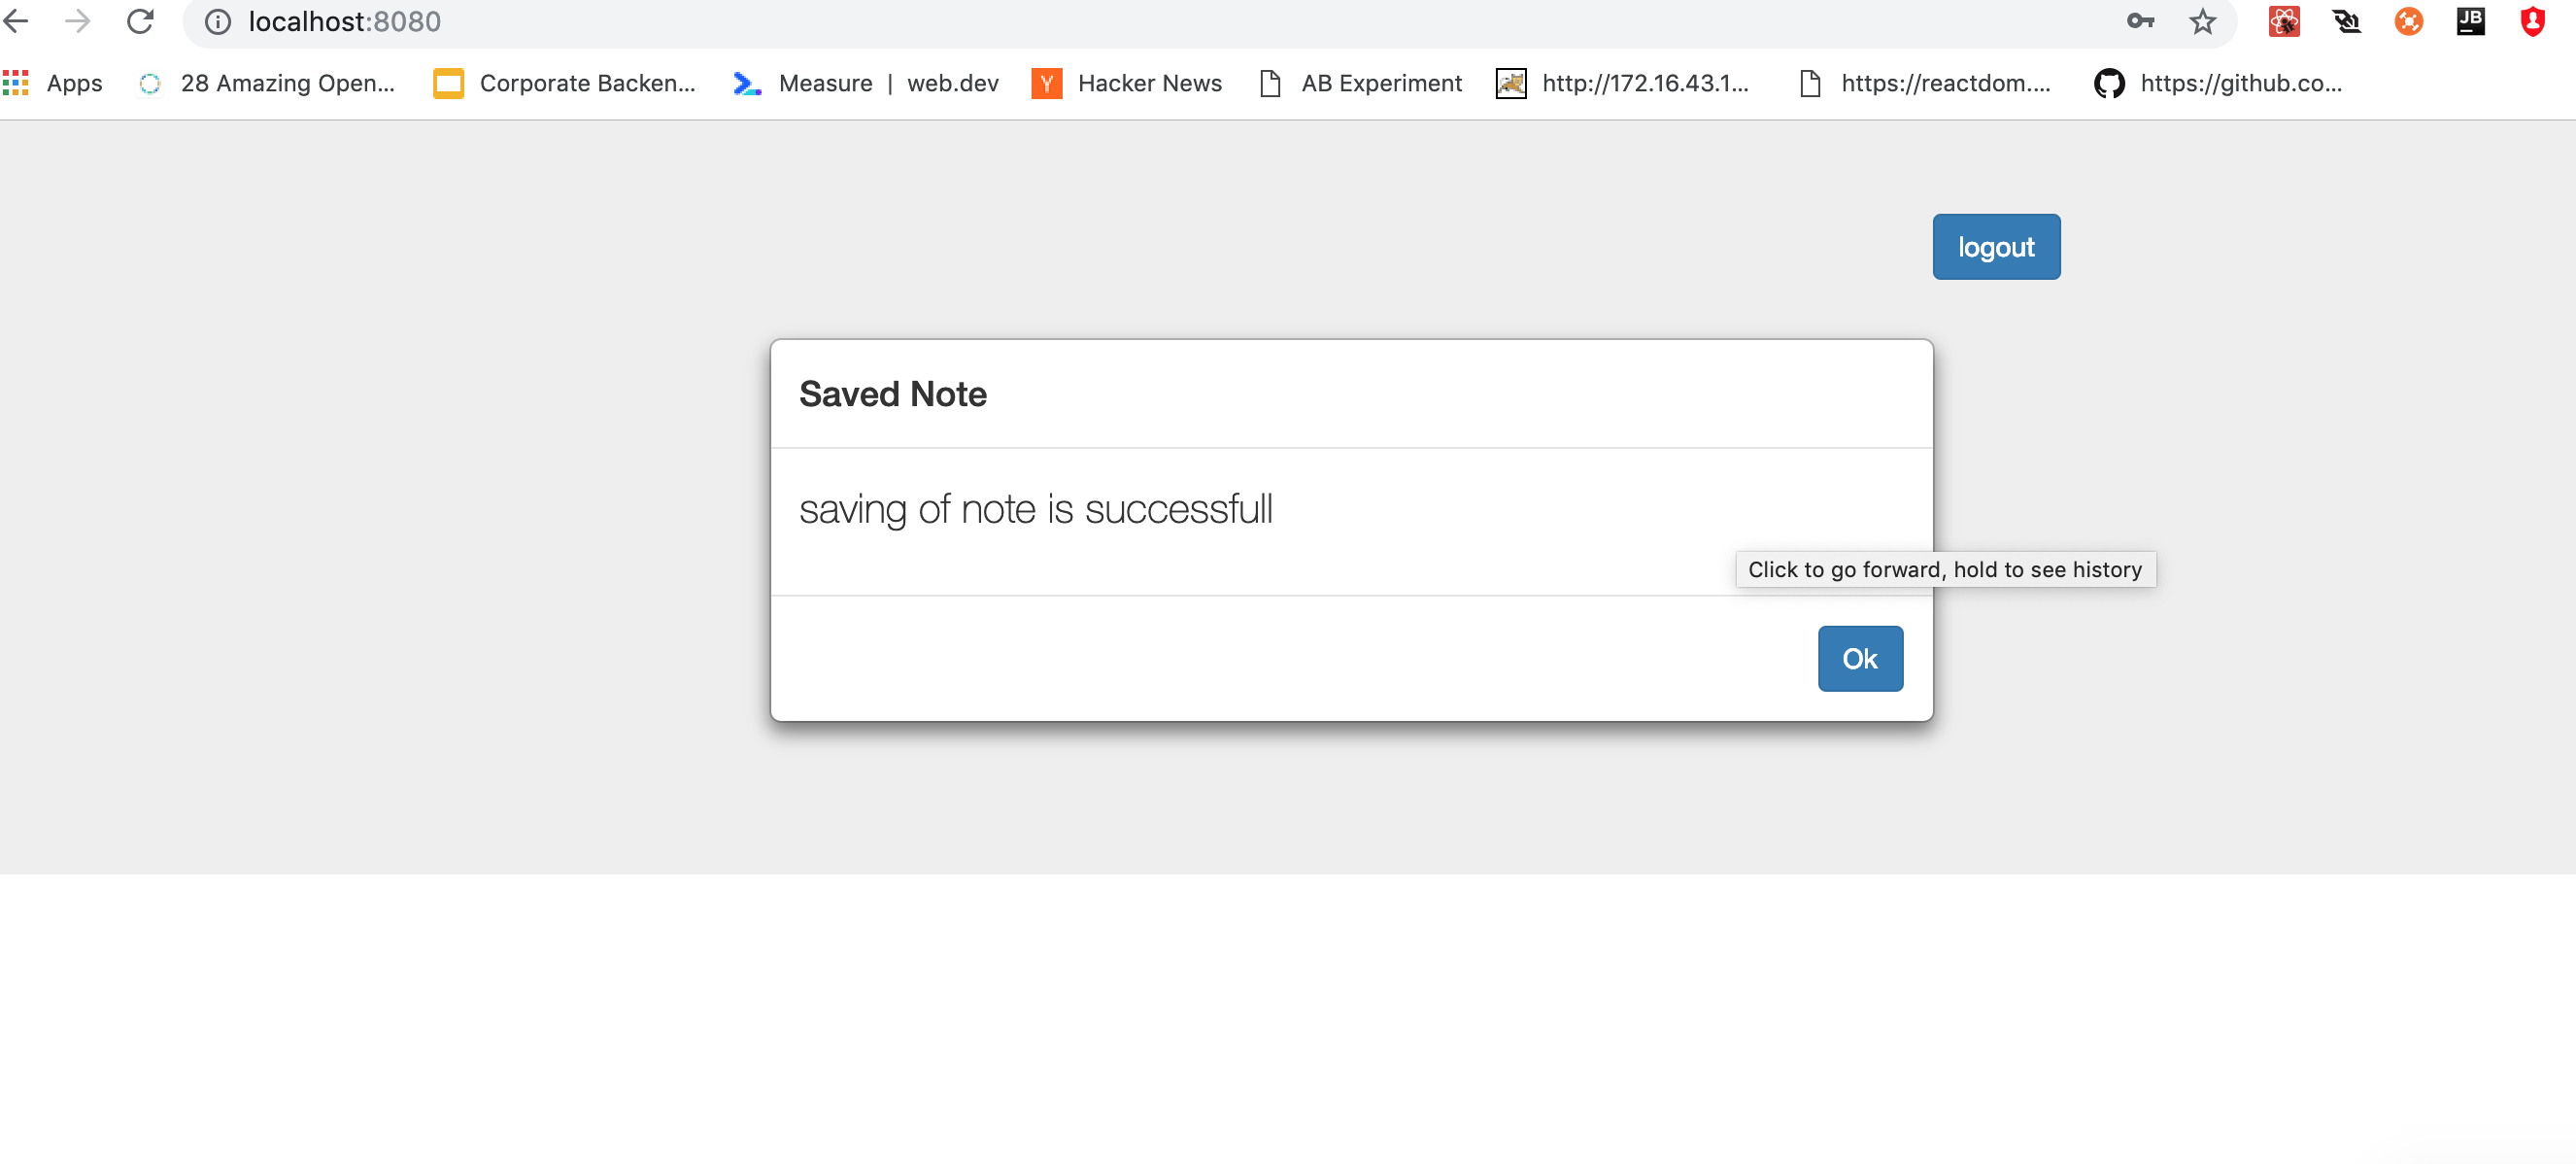 localhost:8080
JB
Apps 28 Amazing Open... Corporate Backen... Measure | web.dev Y Hacker News AB Experiment http://172.16.43.1... https://reactdom.... https://github.co...
logout
Saved Note
saving of note is successfull
Click to go forward, hold to see history
Ok